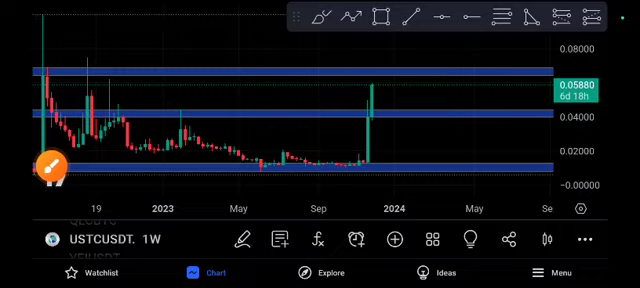 0.08000
0.05880
6d 18h
0.04000
0.02000
−0.00000
19 2023 May Sep 2024 May Se
USTCUSDT. 1W
Watchlist Chart Explore Ideas Menu